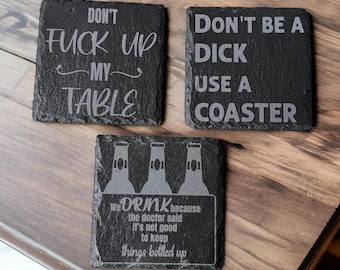 DON'T
FUCK UP
MY
TABLE
DON'T BE A
DICK
USE A
COASTER
We DRINK because
the doctor said
it's not good
to keep
things bottled up